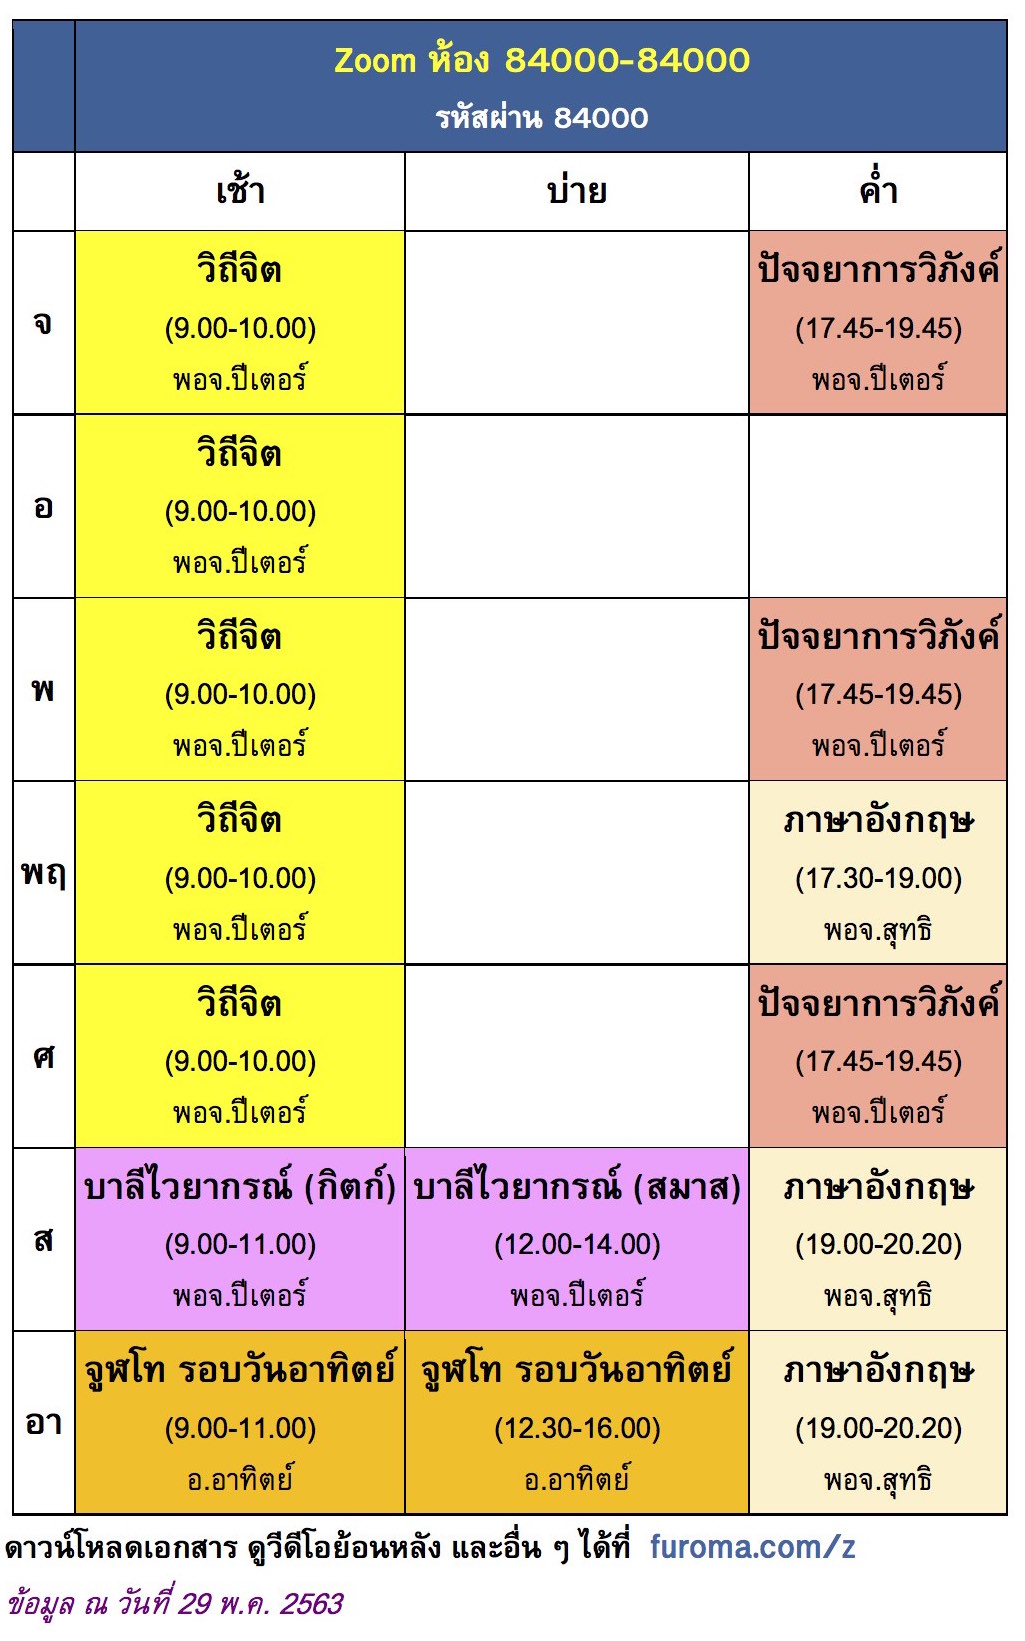 Zoom ห้อง 84000-84000
รหัสผ่าน 84000
เช้า บ่าย ค่ำ
จ
วิถีจิต
(9.00-10.00)
พอจ.ปีเตอร์
ปัจจยาการวิภังค์
(17.45-19.45)
พอจ.ปีเตอร์
อ
วิถีจิต
(9.00-10.00)
พอจ.ปีเตอร์
พ
วิถีจิต
(9.00-10.00)
พอจ.ปีเตอร์
ปัจจยาการวิภังค์
(17.45-19.45)
พอจ.ปีเตอร์
พฤ
วิถีจิต
(9.00-10.00)
พอจ.ปีเตอร์
ภาษาอังกฤษ
(17.30-19.00)
พอจ.สุทธิ
ศ
วิถีจิต
(9.00-10.00)
พอจ.ปีเตอร์
ปัจจยาการวิภังค์
(17.45-19.45)
พอจ.ปีเตอร์
ส
บาลีไวยากรณ์ (กิตก์)
(9.00-11.00)
พอจ.ปีเตอร์
บาลีไวยากรณ์ (สมาส)
(12.00-14.00)
พอจ.ปีเตอร์
ภาษาอังกฤษ
(19.00-20.20)
พอจ.สุทธิ
อา
จูฬโท รอบวันอาทิตย์
(9.00-11.00)
อ.อาทิตย์
จูฬโท รอบวันอาทิตย์
(12.30-16.00)
อ.อาทิตย์
ภาษาอังกฤษ
(19.00-20.20)
พอจ.สุทธิ
ดาวน์โหลดเอกสาร ดูวีดีโอย้อนหลัง และอื่น ๆ ได้ที่ furoma.com/z
ข้อมูล ณ วันที่ 29 พ.ค. 2563